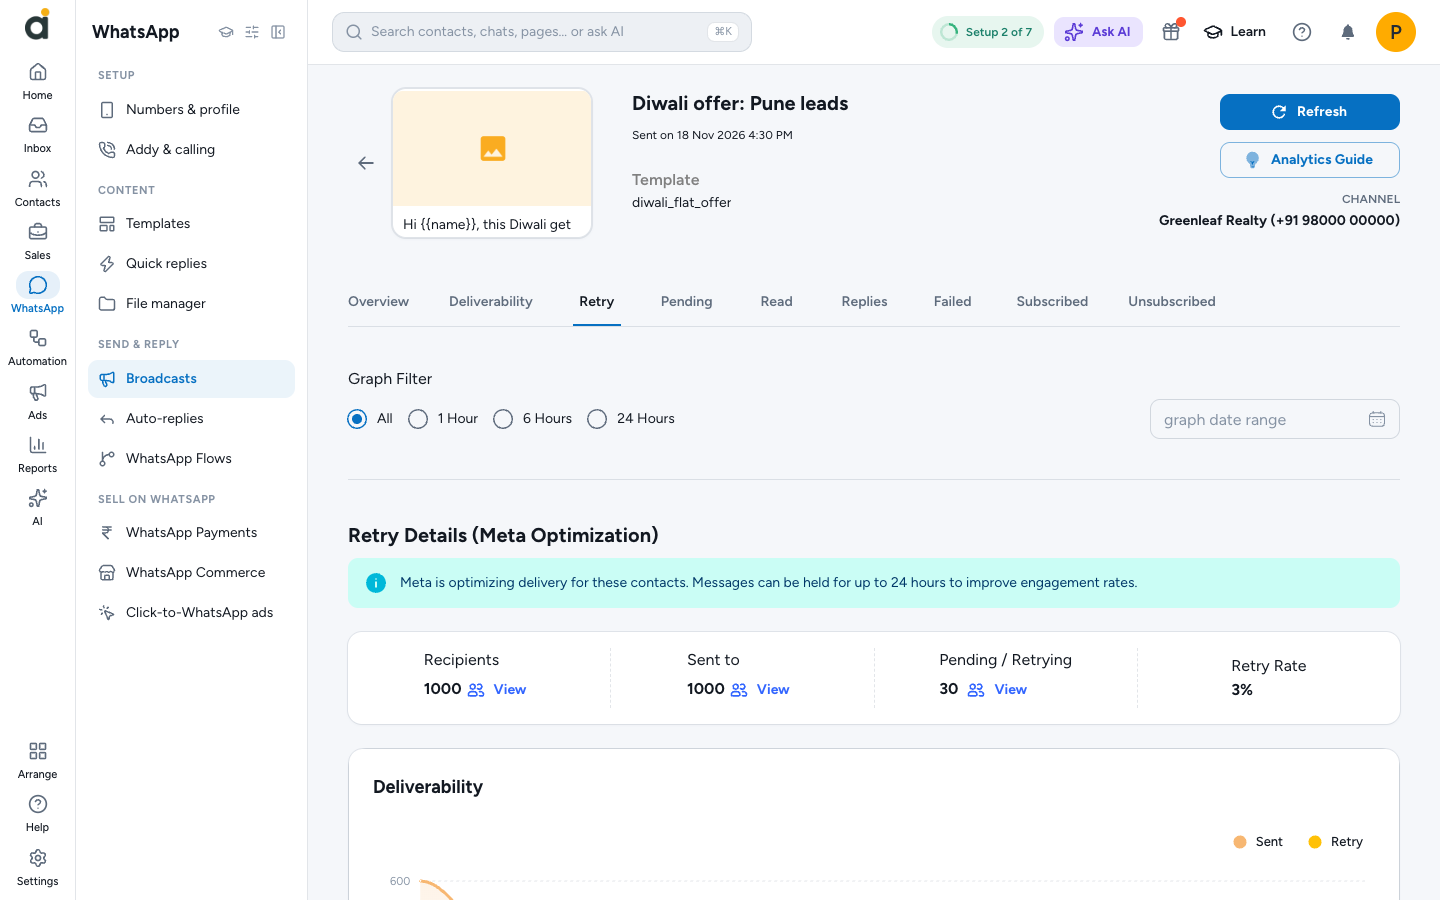 WhatsApp
Search contacts, chats, pages... or ask AI
⌘K
Setup 2 of 7
Ask AI
Learn
P
Home
Inbox
Contacts
Sales
WhatsApp
Automation
Ads
Reports
AI
Arrange
Help
Settings
SETUP
Numbers & profile
Addy & calling
CONTENT
Templates
Quick replies
File manager
SEND & REPLY
Broadcasts
Auto-replies
WhatsApp Flows
SELL ON WHATSAPP
WhatsApp Payments
WhatsApp Commerce
Click-to-WhatsApp ads
Hi {{name}}, this Diwali get
Diwali offer: Pune leads
Sent on 18 Nov 2026 4:30 PM
Template
diwali_flat_offer
Refresh
Analytics Guide
CHANNEL
Greenleaf Realty (+91 98000 00000)
Overview Deliverability Retry Pending Read Replies Failed Subscribed Unsubscribed
Graph Filter
All 1 Hour 6 Hours 24 Hours
graph date range
Retry Details (Meta Optimization)
Meta is optimizing delivery for these contacts. Messages can be held for up to 24 hours to improve engagement rates.
Recipients
1000 View
Sent to
1000 View
Pending / Retrying
30 View
Retry Rate
3%
Deliverability
Sent Retry
600